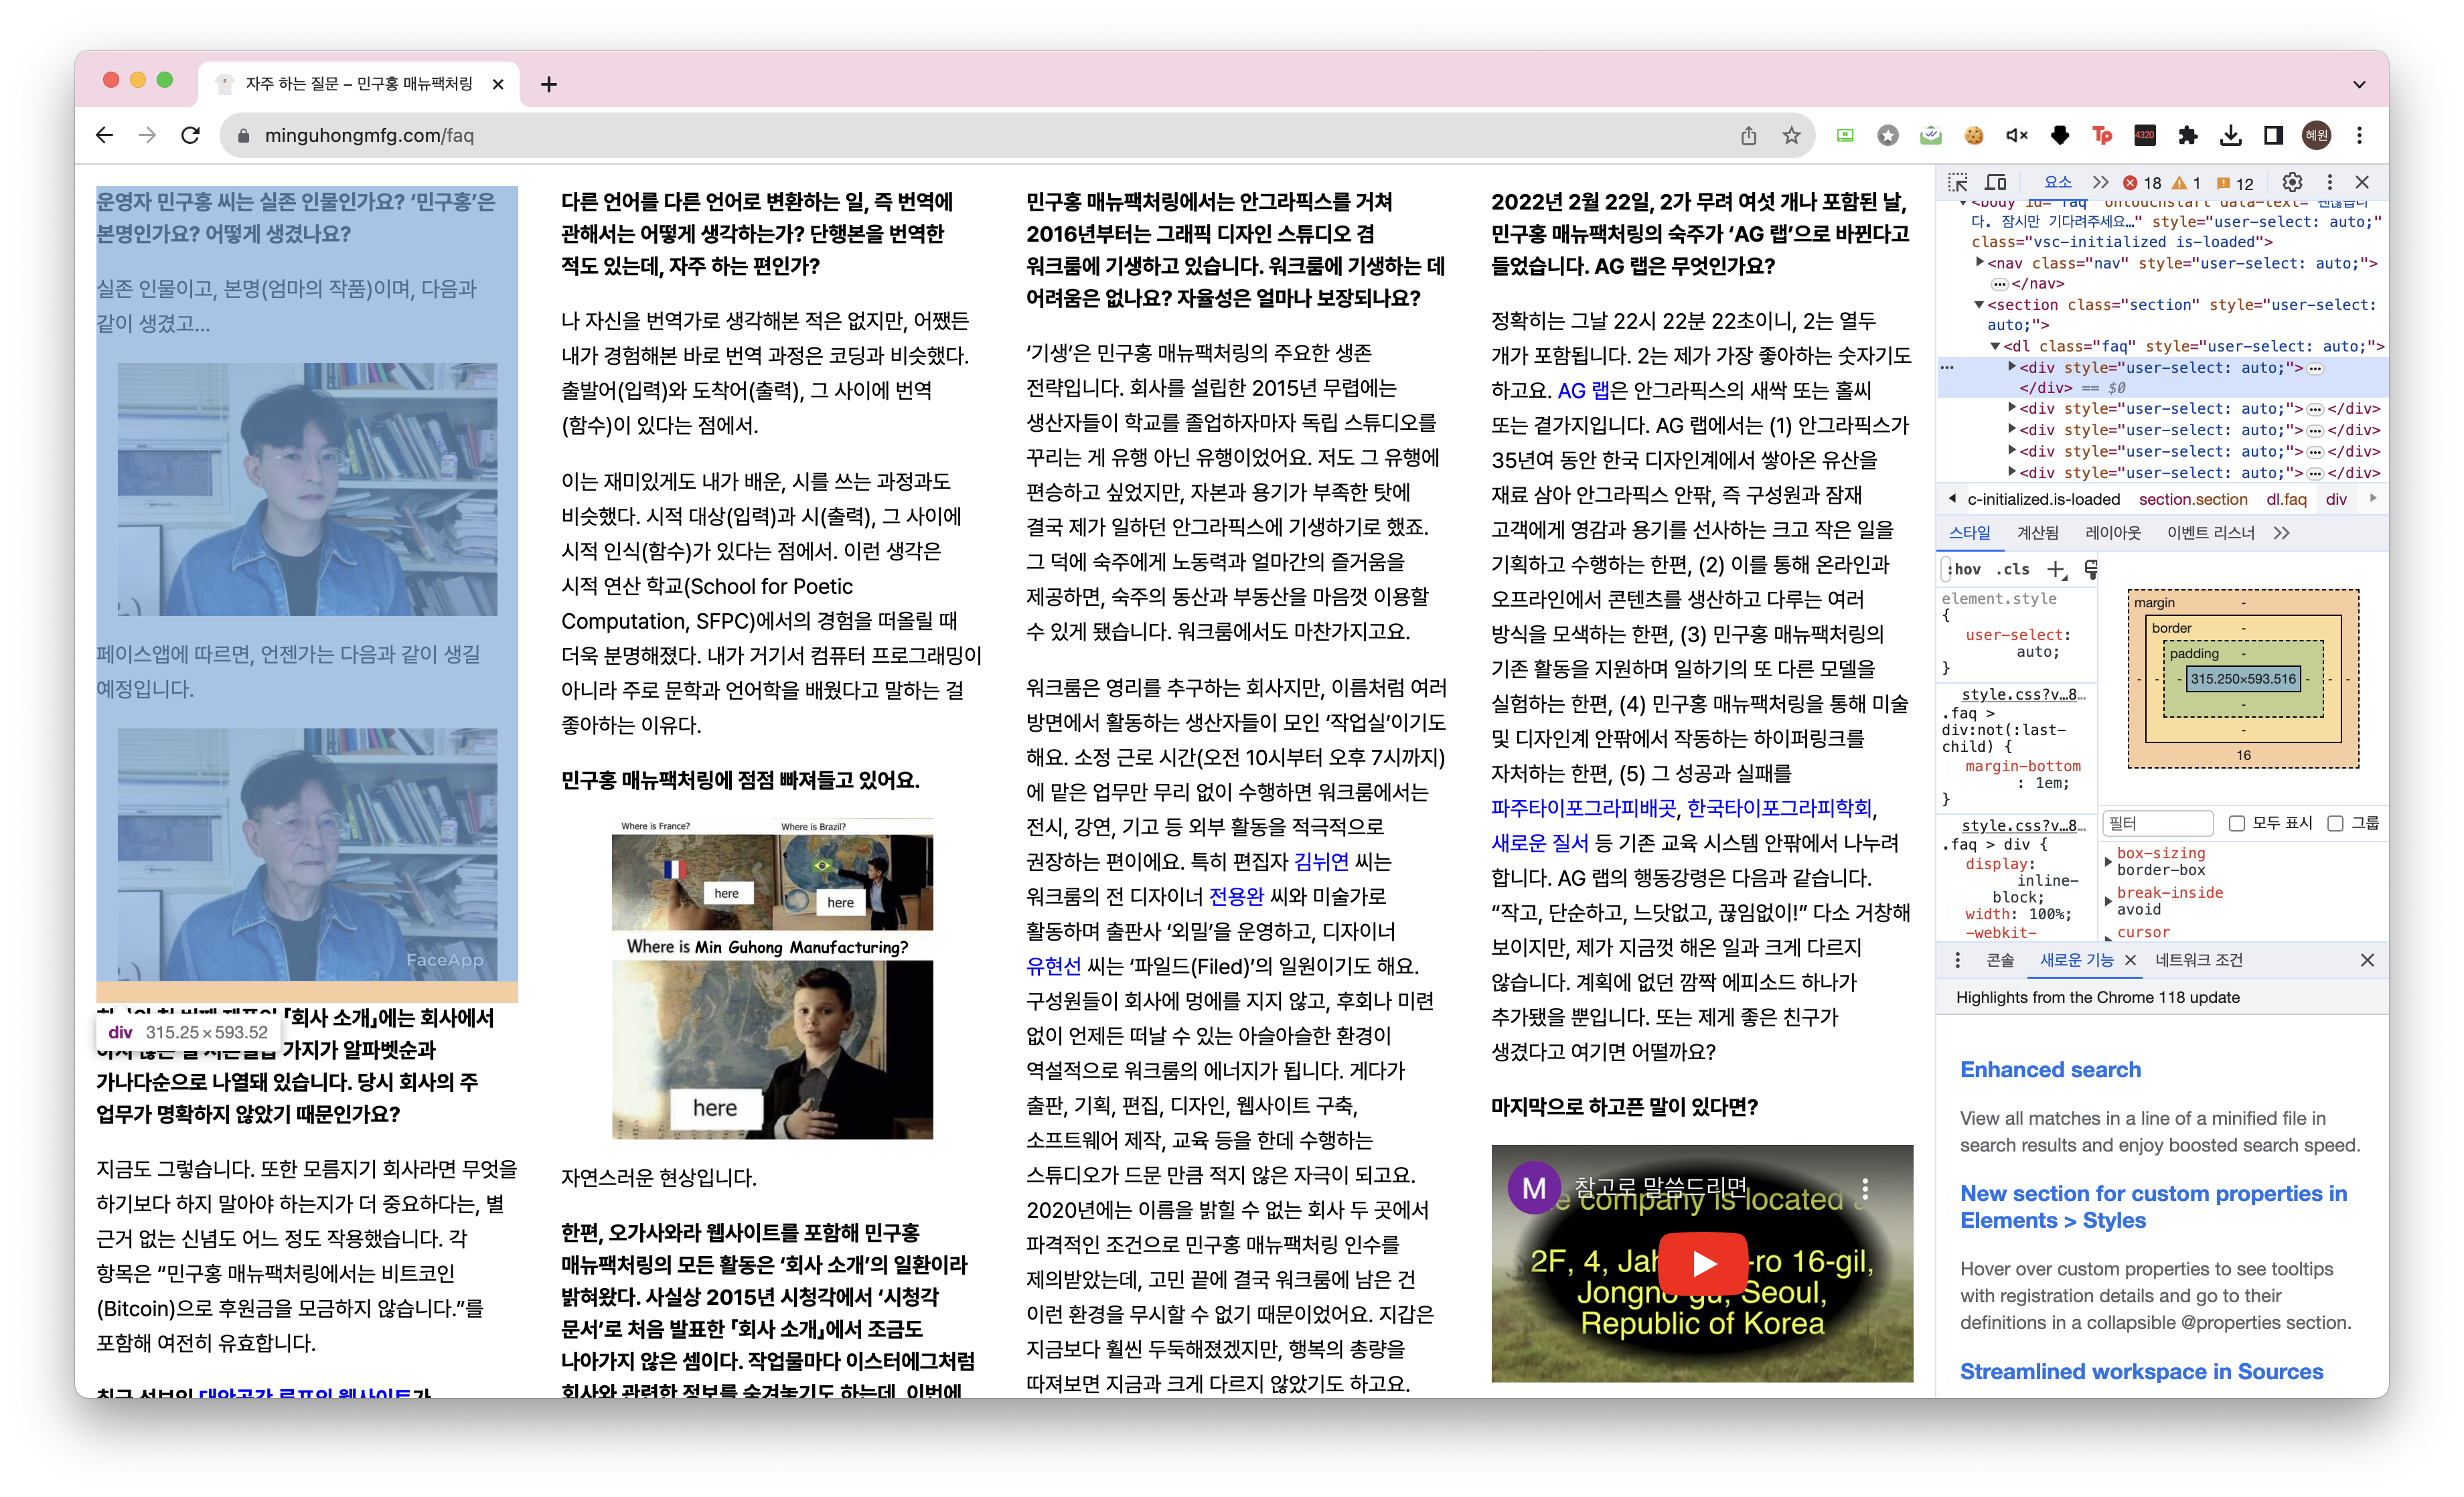 자주 하는 질문 – 민구홍 매뉴팩처링
minguhongmfg.com/faq
4320
혜원
운영자 민구홍 씨는 실존 인물인가요? ‘민구홍’은
본명인가요? 어떻게 생겼나요?
실존 인물이고, 본명(엄마의 작품)이며, 다음과
같이 생겼고…
페이스앱에 따르면, 언젠가는 다음과 같이 생길
예정입니다.
FaceApp
「회사 소개」에는 회사에서
div 315.25 × 593.52
가지가 알파벳순과
가나다순으로 나열돼 있습니다. 당시 회사의 주
업무가 명확하지 않았기 때문인가요?
지금도 그렇습니다. 또한 모름지기 회사라면 무엇을
하기보다 하지 말아야 하는지가 더 중요하다는, 별
근거 없는 신념도 어느 정도 작용했습니다. 각
항목은 “민구홍 매뉴팩처링에서는 비트코인
(Bitcoin)으로 후원금을 모금하지 않습니다.”를
포함해 여전히 유효합니다.
최근 선보인 대안공간 루프의 웹사이트가
다른 언어를 다른 언어로 변환하는 일, 즉 번역에
관해서는 어떻게 생각하는가? 단행본을 번역한
적도 있는데, 자주 하는 편인가?
나 자신을 번역가로 생각해본 적은 없지만, 어쨌든
내가 경험해본 바로 번역 과정은 코딩과 비슷했다.
출발어(입력)와 도착어(출력), 그 사이에 번역
(함수)이 있다는 점에서.
이는 재미있게도 내가 배운, 시를 쓰는 과정과도
비슷했다. 시적 대상(입력)과 시(출력), 그 사이에
시적 인식(함수)가 있다는 점에서. 이런 생각은
시적 연산 학교(School for Poetic
Computation, SFPC)에서의 경험을 떠올릴 때
더욱 분명해졌다. 내가 거기서 컴퓨터 프로그래밍이
아니라 주로 문학과 언어학을 배웠다고 말하는 걸
좋아하는 이유다.
민구홍 매뉴팩처링에 점점 빠져들고 있어요.
Where is France? Where is Brazil?
here
here
Where is Min Guhong Manufacturing?
here
자연스러운 현상입니다.
한편, 오가사와라 웹사이트를 포함해 민구홍
매뉴팩처링의 모든 활동은 ‘회사 소개’의 일환이라
밝혀왔다. 사실상 2015년 시청각에서 ‘시청각
문서’로 처음 발표한 「회사 소개」에서 조금도
나아가지 않은 셈이다. 작업물마다 이스터에그처럼
회사와 관련한 정보를 숨겨놓기도 하는데, 이번에
민구홍 매뉴팩처링에서는 안그라픽스를 거쳐
2016년부터는 그래픽 디자인 스튜디오 겸
워크룸에 기생하고 있습니다. 워크룸에 기생하는 데
어려움은 없나요? 자율성은 얼마나 보장되나요?
‘기생’은 민구홍 매뉴팩처링의 주요한 생존
전략입니다. 회사를 설립한 2015년 무렵에는
생산자들이 학교를 졸업하자마자 독립 스튜디오를
꾸리는 게 유행 아닌 유행이었어요. 저도 그 유행에
편승하고 싶었지만, 자본과 용기가 부족한 탓에
결국 제가 일하던 안그라픽스에 기생하기로 했죠.
그 덕에 숙주에게 노동력과 얼마간의 즐거움을
제공하면, 숙주의 동산과 부동산을 마음껏 이용할
수 있게 됐습니다. 워크룸에서도 마찬가지고요.
워크룸은 영리를 추구하는 회사지만, 이름처럼 여러
방면에서 활동하는 생산자들이 모인 ‘작업실’이기도
해요. 소정 근로 시간(오전 10시부터 오후 7시까지)
에 맡은 업무만 무리 없이 수행하면 워크룸에서는
전시, 강연, 기고 등 외부 활동을 적극적으로
권장하는 편이에요. 특히 편집자 김뉘연 씨는
워크룸의 전 디자이너 전용완 씨와 미술가로
활동하며 출판사 ‘외밀’을 운영하고, 디자이너
유현선 씨는 ‘파일드(Filed)’의 일원이기도 해요.
구성원들이 회사에 멍에를 지지 않고, 후회나 미련
없이 언제든 떠날 수 있는 아슬아슬한 환경이
역설적으로 워크룸의 에너지가 됩니다. 게다가
출판, 기획, 편집, 디자인, 웹사이트 구축,
소프트웨어 제작, 교육 등을 한데 수행하는
스튜디오가 드문 만큼 적지 않은 자극이 되고요.
2020년에는 이름을 밝힐 수 없는 회사 두 곳에서
파격적인 조건으로 민구홍 매뉴팩처링 인수를
제의받았는데, 고민 끝에 결국 워크룸에 남은 건
이런 환경을 무시할 수 없기 때문이었어요. 지갑은
지금보다 훨씬 두둑해졌겠지만, 행복의 총량을
따져보면 지금과 크게 다르지 않았기도 하고요.
2022년 2월 22일, 2가 무려 여섯 개나 포함된 날,
민구홍 매뉴팩처링의 숙주가 ‘AG 랩’으로 바뀐다고
들었습니다. AG 랩은 무엇인가요?
정확히는 그날 22시 22분 22초이니, 2는 열두
개가 포함됩니다. 2는 제가 가장 좋아하는 숫자기도
하고요. AG 랩은 안그라픽스의 새싹 또는 홀씨
또는 곁가지입니다. AG 랩에서는 (1) 안그라픽스가
35년여 동안 한국 디자인계에서 쌓아온 유산을
재료 삼아 안그라픽스 안팎, 즉 구성원과 잠재
고객에게 영감과 용기를 선사하는 크고 작은 일을
기획하고 수행하는 한편, (2) 이를 통해 온라인과
오프라인에서 콘텐츠를 생산하고 다루는 여러
방식을 모색하는 한편, (3) 민구홍 매뉴팩처링의
기존 활동을 지원하며 일하기의 또 다른 모델을
실험하는 한편, (4) 민구홍 매뉴팩처링을 통해 미술
및 디자인계 안팎에서 작동하는 하이퍼링크를
자처하는 한편, (5) 그 성공과 실패를
파주타이포그라피배곳, 한국타이포그라피학회,
새로운 질서 등 기존 교육 시스템 안팎에서 나누려
합니다. AG 랩의 행동강령은 다음과 같습니다.
“작고, 단순하고, 느닷없고, 끊임없이!” 다소 거창해
보이지만, 제가 지금껏 해온 일과 크게 다르지
않습니다. 계획에 없던 깜짝 에피소드 하나가
추가됐을 뿐입니다. 또는 제게 좋은 친구가
생겼다고 여기면 어떨까요?
마지막으로 하고픈 말이 있다면?
M 참고로 말씀드리면
e company is located
2F, 4, Jah -ro 16-gil,
Jongno-gu, Seoul,
Republic of Korea
요소 18 1 12
<body id="faq" ontouchstart data-text="괜찮습니
다. 잠시만 기다려주세요…" style="user-select: auto;"
class="vsc-initialized is-loaded">
<nav class="nav" style="user-select: auto;">
</nav>
<section class="section" style="user-select:
auto;">
<dl class="faq" style="user-select: auto;">
<div style="user-select: auto;">
</div> == $0
<div style="user-select: auto;"> </div>
<div style="user-select: auto;"> </div>
<div style="user-select: auto;"> </div>
<div style="user-select: auto;"> </div>
c-initialized.is-loaded section.section dl.faq div
스타일 계산됨 레이아웃 이벤트 리스너
:hov .cls
element.style
{
user-select:
auto;
}
style.css?v…8…
.faq >
div:not(:last-
child) {
margin-bottom
: 1em;
}
style.css?v…8…
.faq > div {
display:
inline-
block;
width: 100%;
-webkit-
margin -
border -
padding -
- - - 315.250×593.516 - - -
-
-
16
필터 모두 표시 그룹
box-sizing
border-box
break-inside
avoid
cursor
콘솔 새로운 기능 네트워크 조건
Highlights from the Chrome 118 update
Enhanced search
View all matches in a line of a minified file in
search results and enjoy boosted search speed.
New section for custom properties in
Elements > Styles
Hover over custom properties to see tooltips
with registration details and go to their
definitions in a collapsible @properties section.
Streamlined workspace in Sources